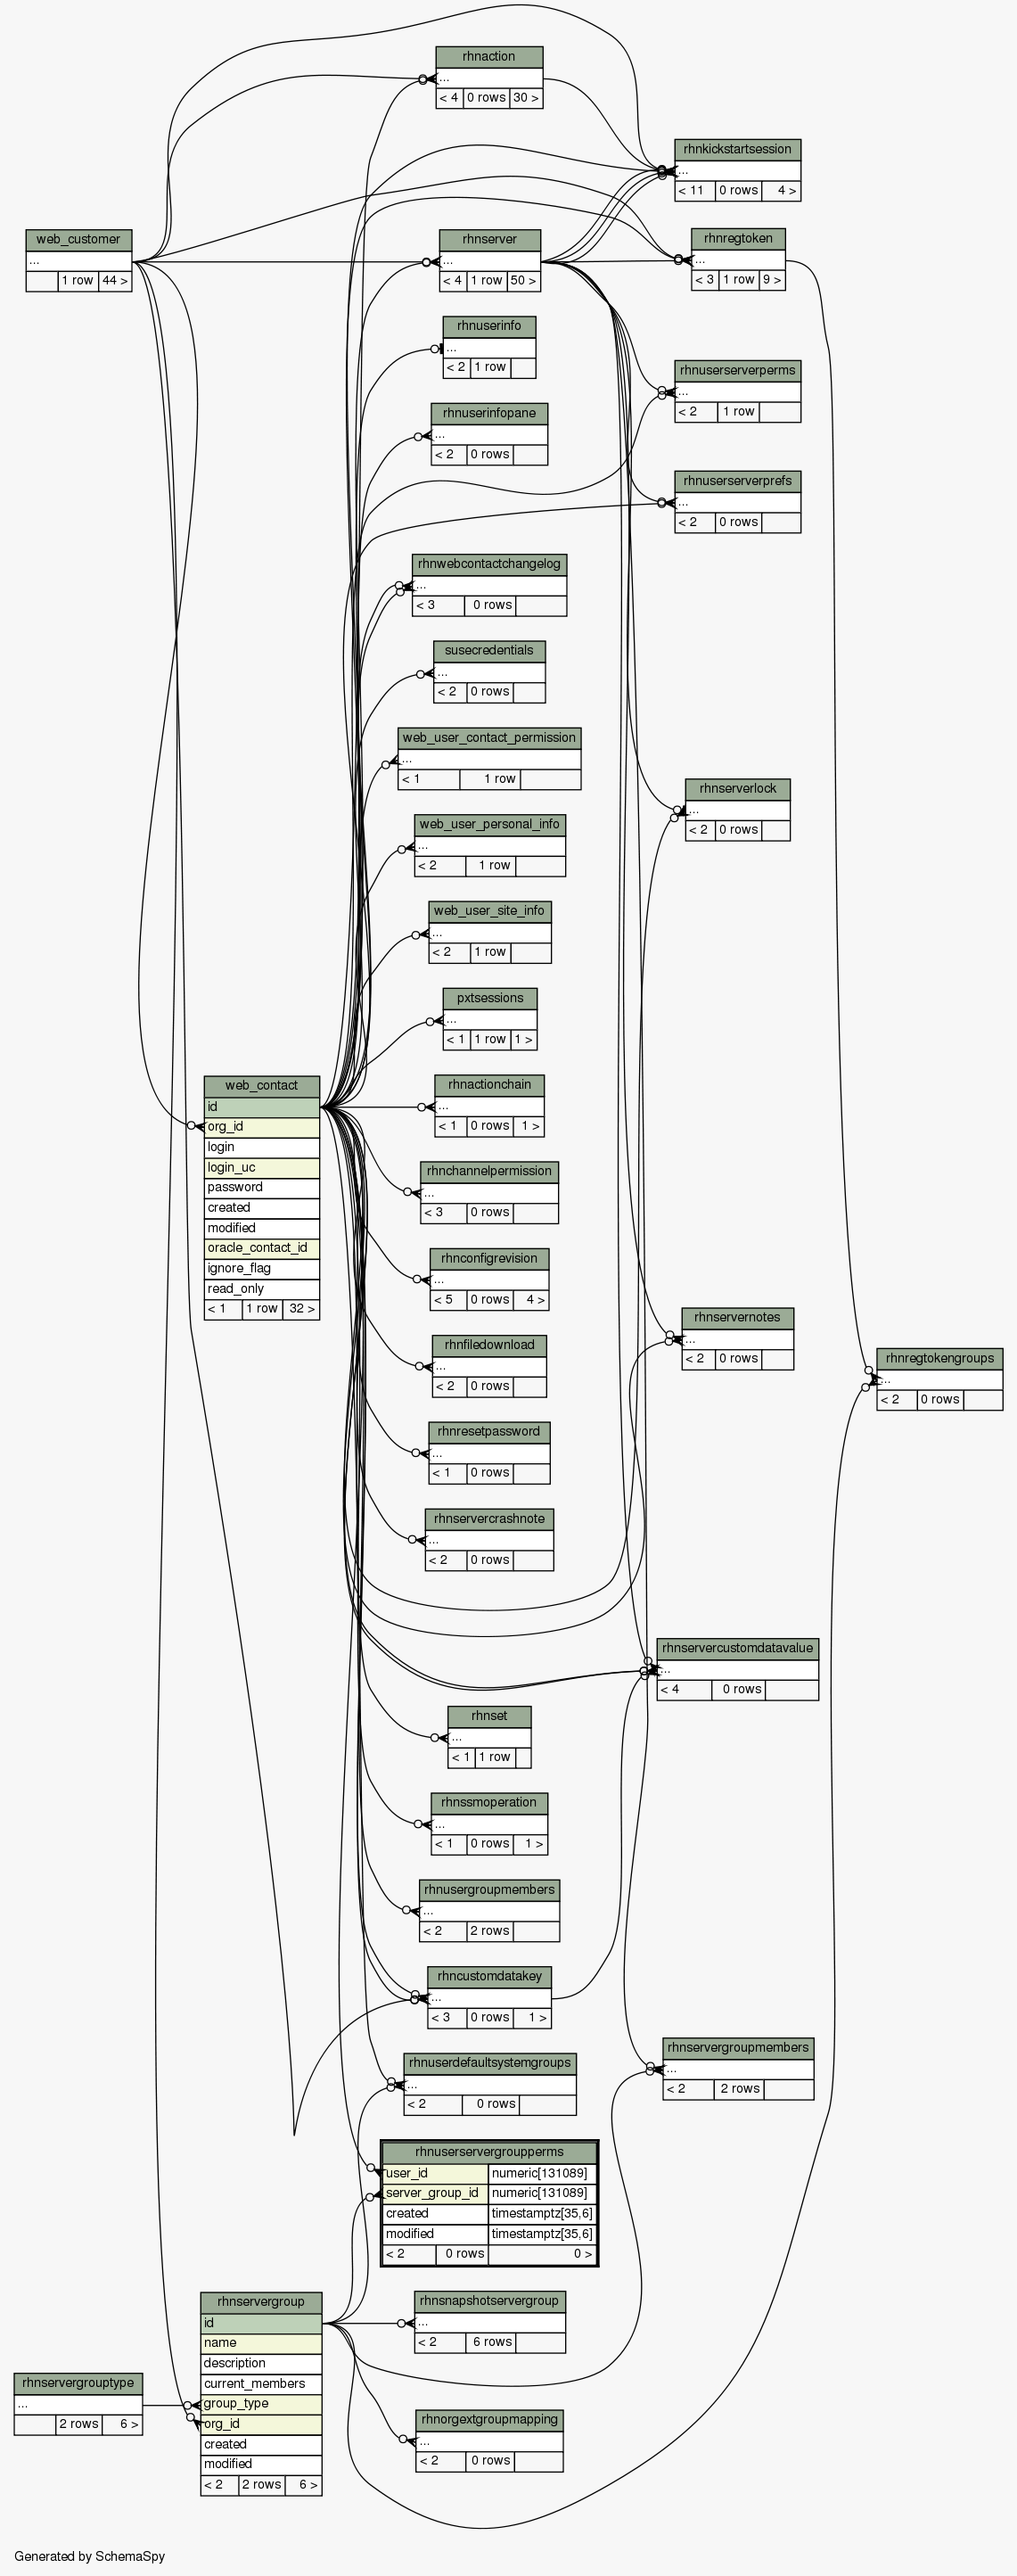 rhnaction
...
< 4 0 rows 30 >
rhnkickstartsession
...
< 11 0 rows 4 >
web_customer
...
1 row 44 >
rhnserver
...
< 4 1 row 50 >
rhnregtoken
...
< 3 1 row 9 >
rhnuserinfo
...
< 2 1 row
rhnuserserverperms
...
< 2 1 row
rhnuserinfopane
...
< 2 0 rows
rhnuserserverprefs
...
< 2 0 rows
rhnwebcontactchangelog
...
< 3 0 rows
susecredentials
...
< 2 0 rows
web_user_contact_permission
...
< 1 1 row
rhnserverlock
...
< 2 0 rows
web_user_personal_info
...
< 2 1 row
web_user_site_info
...
< 2 1 row
pxtsessions
...
< 1 1 row 1 >
web_contact
id
org_id
login
login_uc
password
created
modified
oracle_contact_id
ignore_flag
read_only
< 1 1 row 32 >
rhnactionchain
...
< 1 0 rows 1 >
rhnchannelpermission
...
< 3 0 rows
rhnconfigrevision
...
< 5 0 rows 4 >
rhnservernotes
...
< 2 0 rows
rhnfiledownload
...
< 2 0 rows
rhnregtokengroups
...
< 2 0 rows
rhnresetpassword
...
< 1 0 rows
rhnservercrashnote
...
< 2 0 rows
rhnservercustomdatavalue
...
< 4 0 rows
rhnset
...
< 1 1 row
rhnssmoperation
...
< 1 0 rows 1 >
rhnusergroupmembers
...
< 2 2 rows
rhncustomdatakey
...
< 3 0 rows 1 >
rhnservergroupmembers
...
< 2 2 rows
rhnuserdefaultsystemgroups
...
< 2 0 rows
rhnuserservergroupperms
user_id numeric[131089]
server_group_id numeric[131089]
created timestamptz[35,6]
modified timestamptz[35,6]
< 2 0 rows 0 >
rhnservergroup
id
name
description
current_members
group_type
org_id
created
modified
< 2 2 rows 6 >
rhnsnapshotservergroup
...
< 2 6 rows
rhnservergrouptype
...
2 rows 6 >
rhnorgextgroupmapping
...
< 2 0 rows
Generated by SchemaSpy